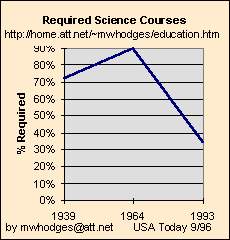 Required Science Courses
http://home.att.net/~mwhodges/education.htm
% Required
90%
80%
70%
60%
50%
40%
30%
20%
10%
0%
1939 1964 1993
by mwhodges@att.net USA Today 9/96